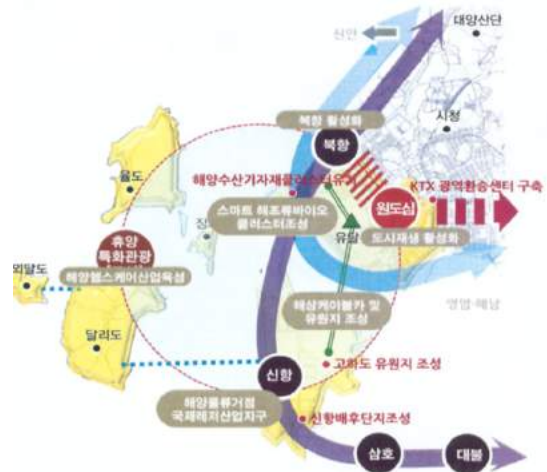 대양산단
신안
시청
북항 활성화
북항
율도
해양수산기자재클러스터유치
KTX 광역환승센터 구축
원도심
스마트 해조류바이오
클러스터조성
유달
도시재생 활성화
휴양
특화관광
외달도
해양헬스케어산업육성
해상케이블카 및
유원지 조성
영암·해남
달리도
고하도 유원지 조성
신항
해양물류거점
국제레저산업지구
신항배후단지조성
삼호
대불